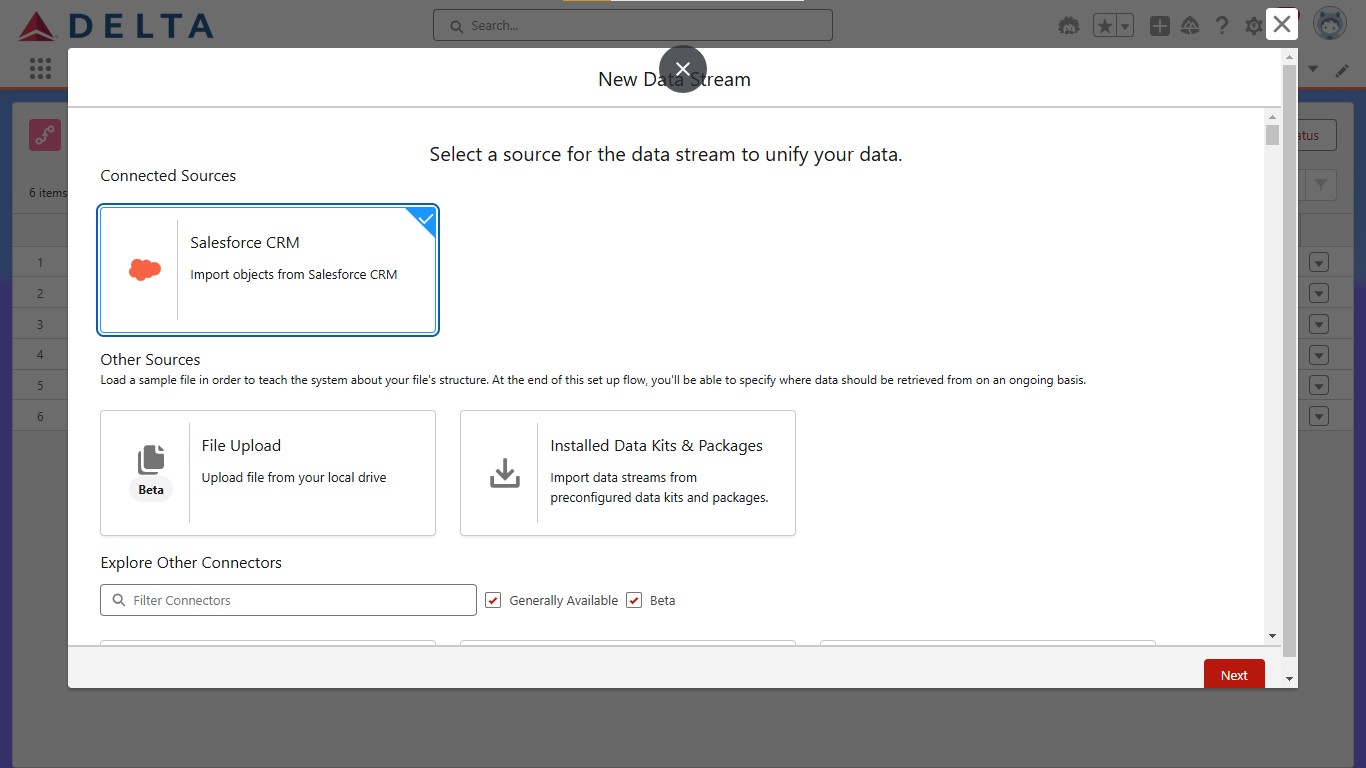 DELTA
Search...
New Data Stream
atus
6 items
Select a source for the data stream to unify your data.
Connected Sources
Salesforce CRM
Import objects from Salesforce CRM
1
2
3
4
5
6
Other Sources
Load a sample file in order to teach the system about your file's structure. At the end of this set up flow, you'll be able to specify where data should be retrieved from on an ongoing basis.
File Upload
Upload file from your local drive
Beta
Installed Data Kits & Packages
Import data streams from
preconfigured data kits and packages.
Explore Other Connectors
Filter Connectors
Generally Available
Beta
Next